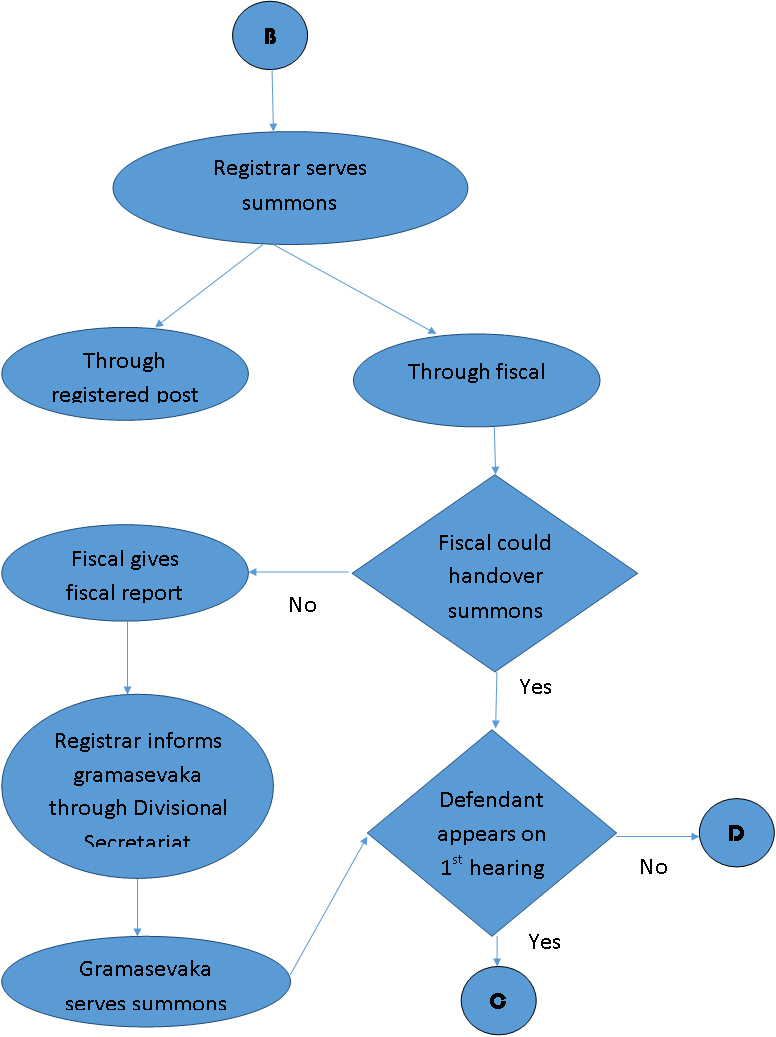 B
Registrar serves
summons
Through
registered post
Through fiscal
Fiscal could
handover
summons
Fiscal gives
fiscal report
No
Yes
Registrar informs
gramasevaka
through Divisional
Secretariat
Defendant
appears on
1st hearing
D
No
Yes
Gramasevaka
serves summons
C